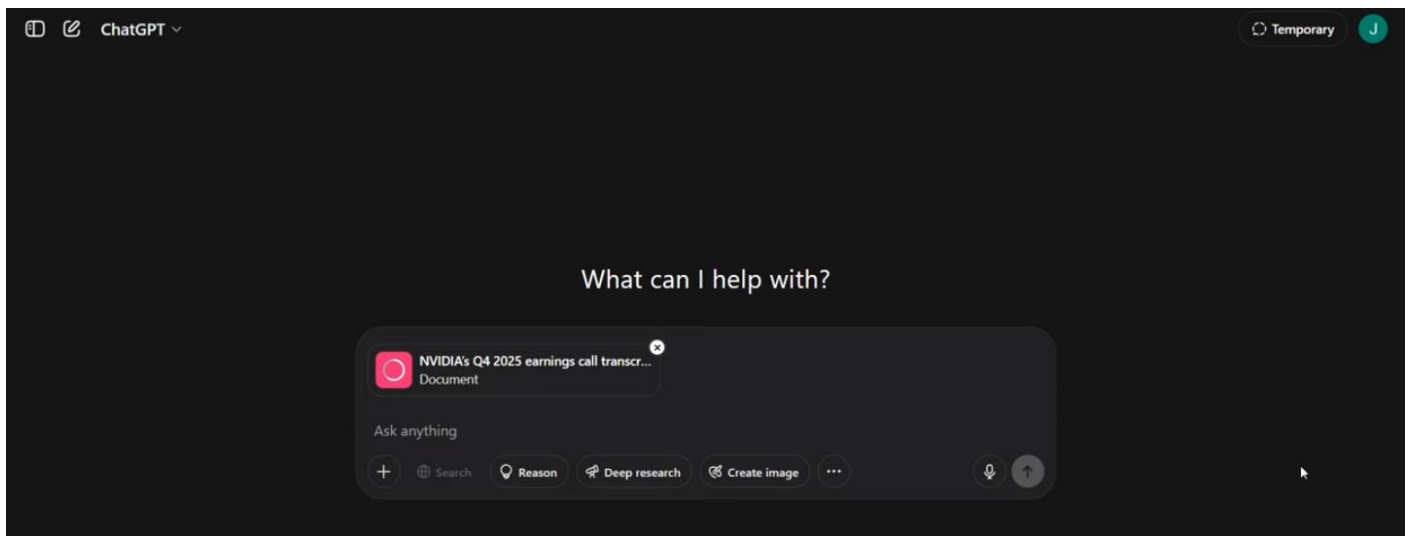 ChatGPT
Temporary
J
What can I help with?
NVIDIA's Q4 2025 earnings call transcr...
Document
Ask anything
Search
Reason
Deep research
Create image